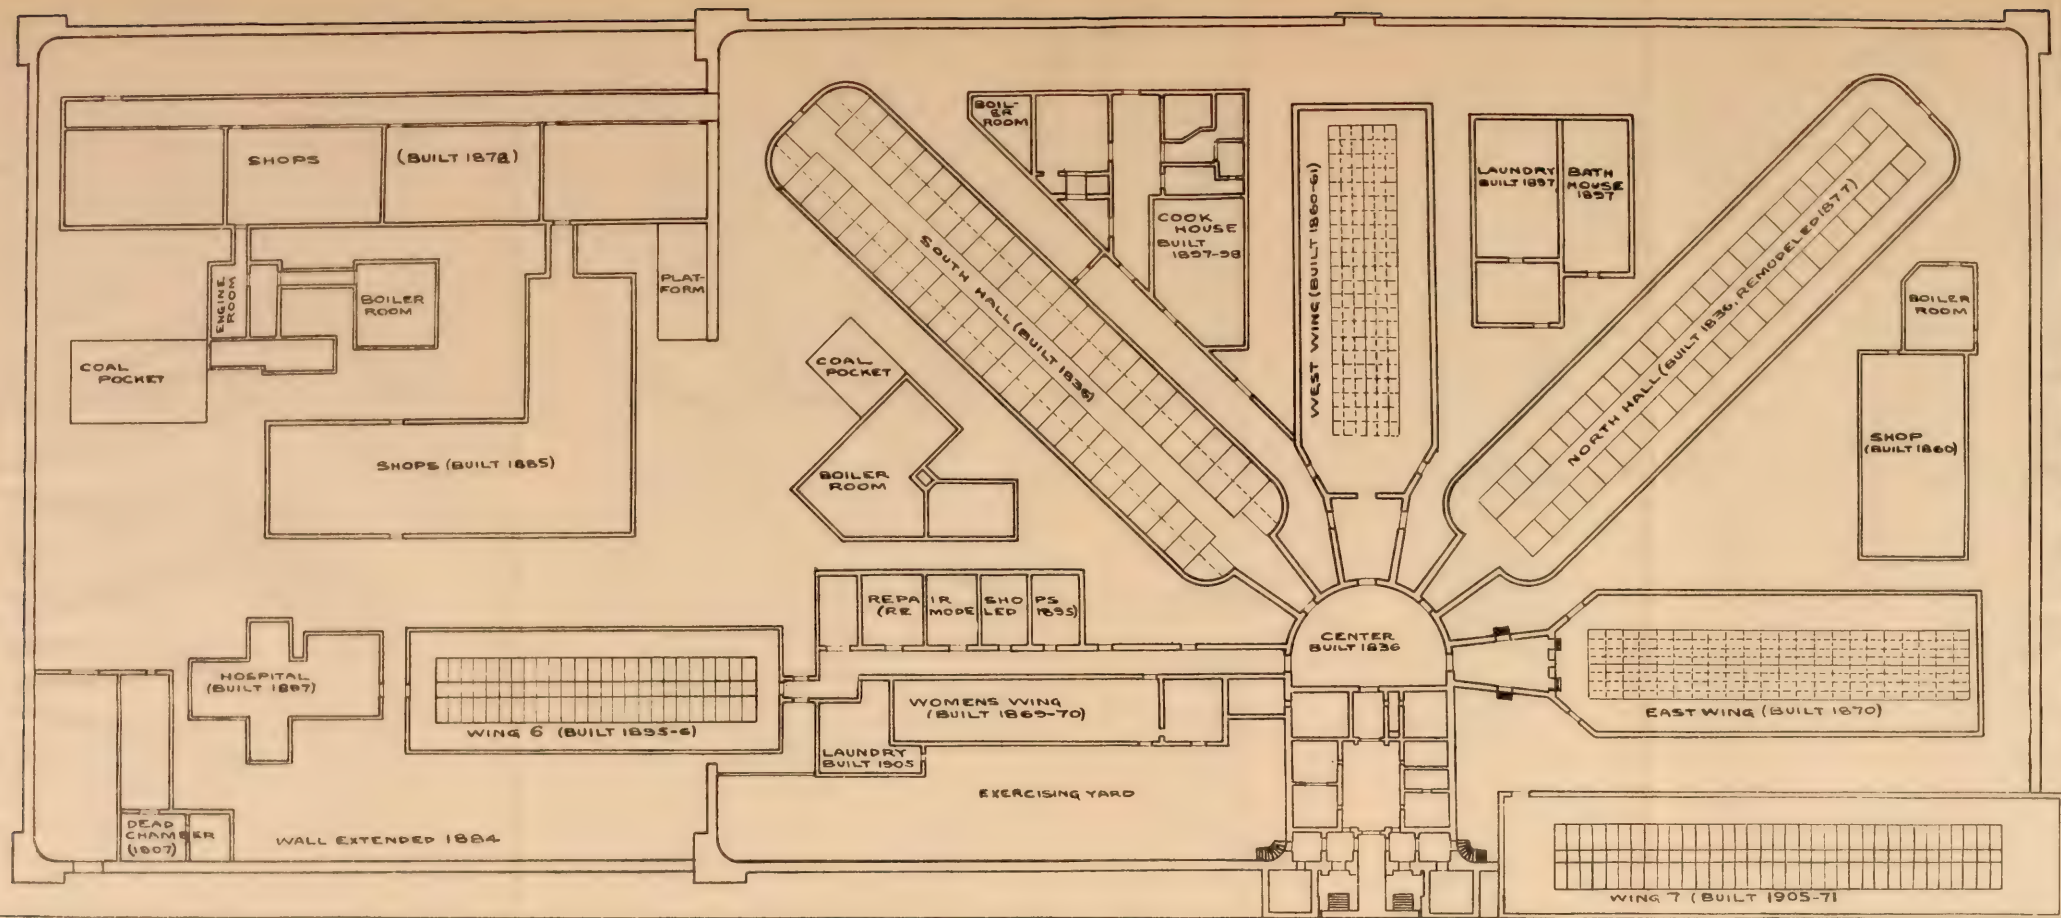 SHOPS
(BUILT 1878)
ENGINE
ROOM
BOILER
ROOM
PLAT-
FORM
COAL
POCKET
SHOPS (BUILT 1885)
HOSPITAL
(BUILT 1887)
WING 6 (BUILT 1895-6)
DEAD
CHAMBER
(1807)
WALL EXTENDED 1884
BOIL-
ER
ROOM
COOK
HOUSE
BUILT
1897-98
SOUTH HALL (BUILT 1836)
COAL
POCKET
BOILER
ROOM
WEST WING (BUILT 1860-61)
LAUNDRY
BUILT 1897
BATH
HOUSE
1897
NORTH HALL (BUILT 1836, REMODELED 1877)
BOILER
ROOM
SHOP
(BUILT 1860)
REPAIR SHOPS
(REMODELED 1895)
CENTER
BUILT 1836
WOMENS WING
(BUILT 1869-70)
LAUNDRY
BUILT 1905
EXERCISING YARD
EAST WING (BUILT 1870)
WING 7 (BUILT 1905-71